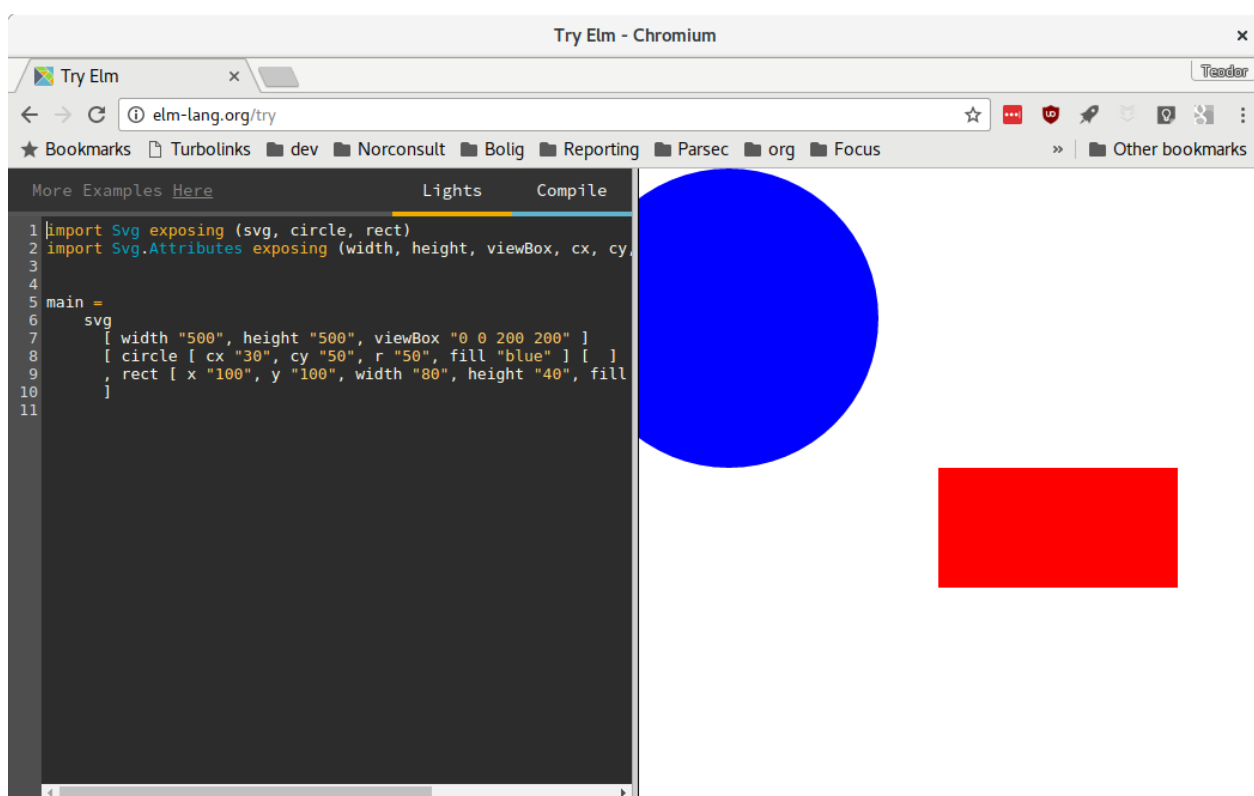 Try Elm - Chromium
Try Elm
Teodor
elm-lang.org/try
Bookmarks Turbolinks dev Norconsult Bolig Reporting Parsec org Focus » Other bookmarks
More Examples Here Lights Compile
1 import Svg exposing (svg, circle, rect)
2 import Svg.Attributes exposing (width, height, viewBox, cx, cy,
3
4
5 main =
6     svg
7       [ width "500", height "500", viewBox "0 0 200 200" ]
8       [ circle [ cx "30", cy "50", r "50", fill "blue" ] [  ]
9       , rect [ x "100", y "100", width "80", height "40", fill
10       ]
11